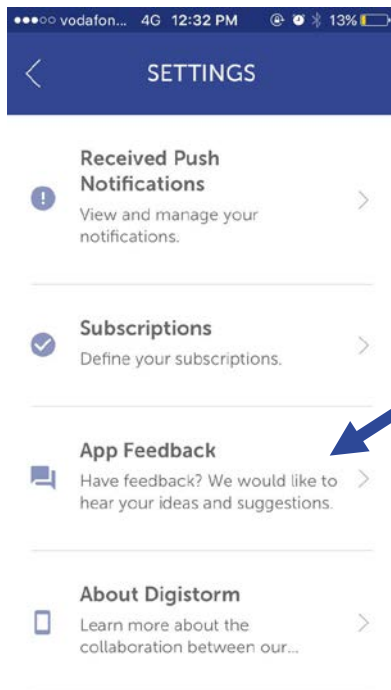 vodafon... 4G 12:32 PM 13%
SETTINGS
Received Push
Notifications
View and manage your
notifications.
Subscriptions
Define your subscriptions.
App Feedback
Have feedback? We would like to
hear your ideas and suggestions.
About Digistorm
Learn more about the
collaboration between our...